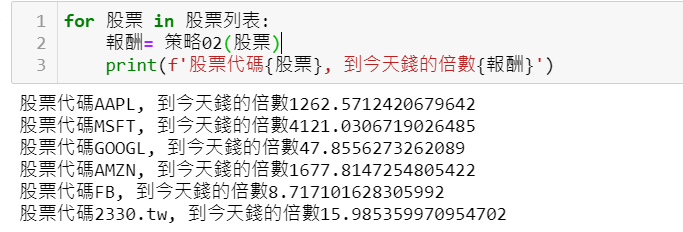 1 for 股票 in 股票列表:
2 報酬= 策略02(股票)
3 print(f'股票代碼{股票}, 到今天錢的倍數{報酬}')
股票代碼AAPL, 到今天錢的倍數1262.5712420679642
股票代碼MSFT, 到今天錢的倍數4121.0306719026485
股票代碼GOOGL, 到今天錢的倍數47.8556273262089
股票代碼AMZN, 到今天錢的倍數1677.8147254805422
股票代碼FB, 到今天錢的倍數8.717101628305992
股票代碼2330.tw, 到今天錢的倍數15.985359970954702